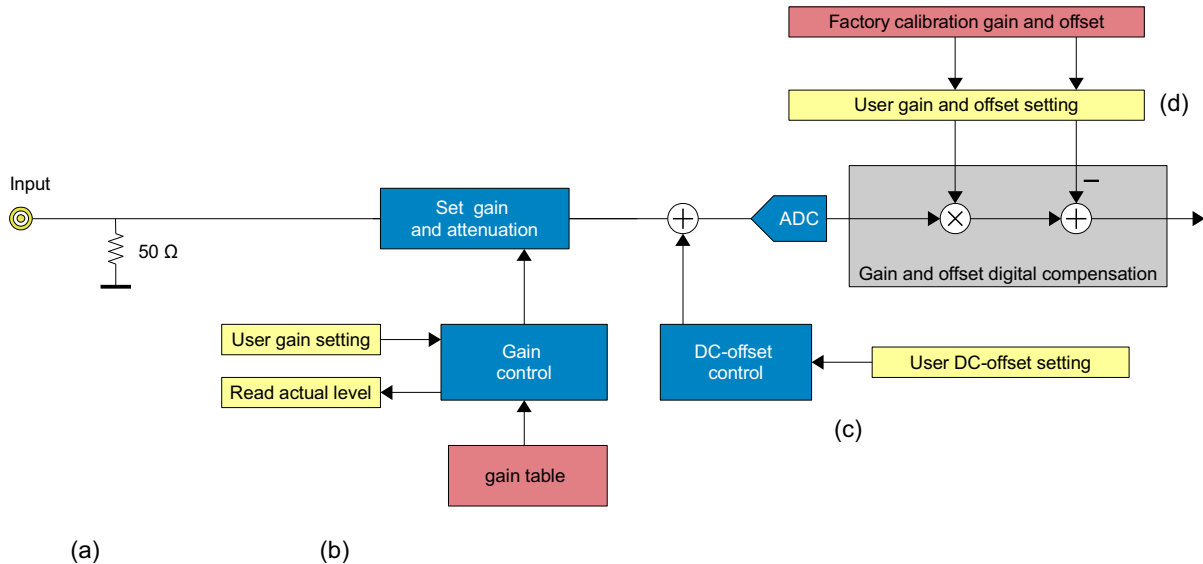 Factory calibration gain and offset
User gain and offset setting
(d)
Input
Set gain
and attenuation
ADC
50 Ω
Gain and offset digital compensation
User gain setting
Gain
control
DC-offset
control
User DC-offset setting
Read actual level
(c)
gain table
(a)
(b)